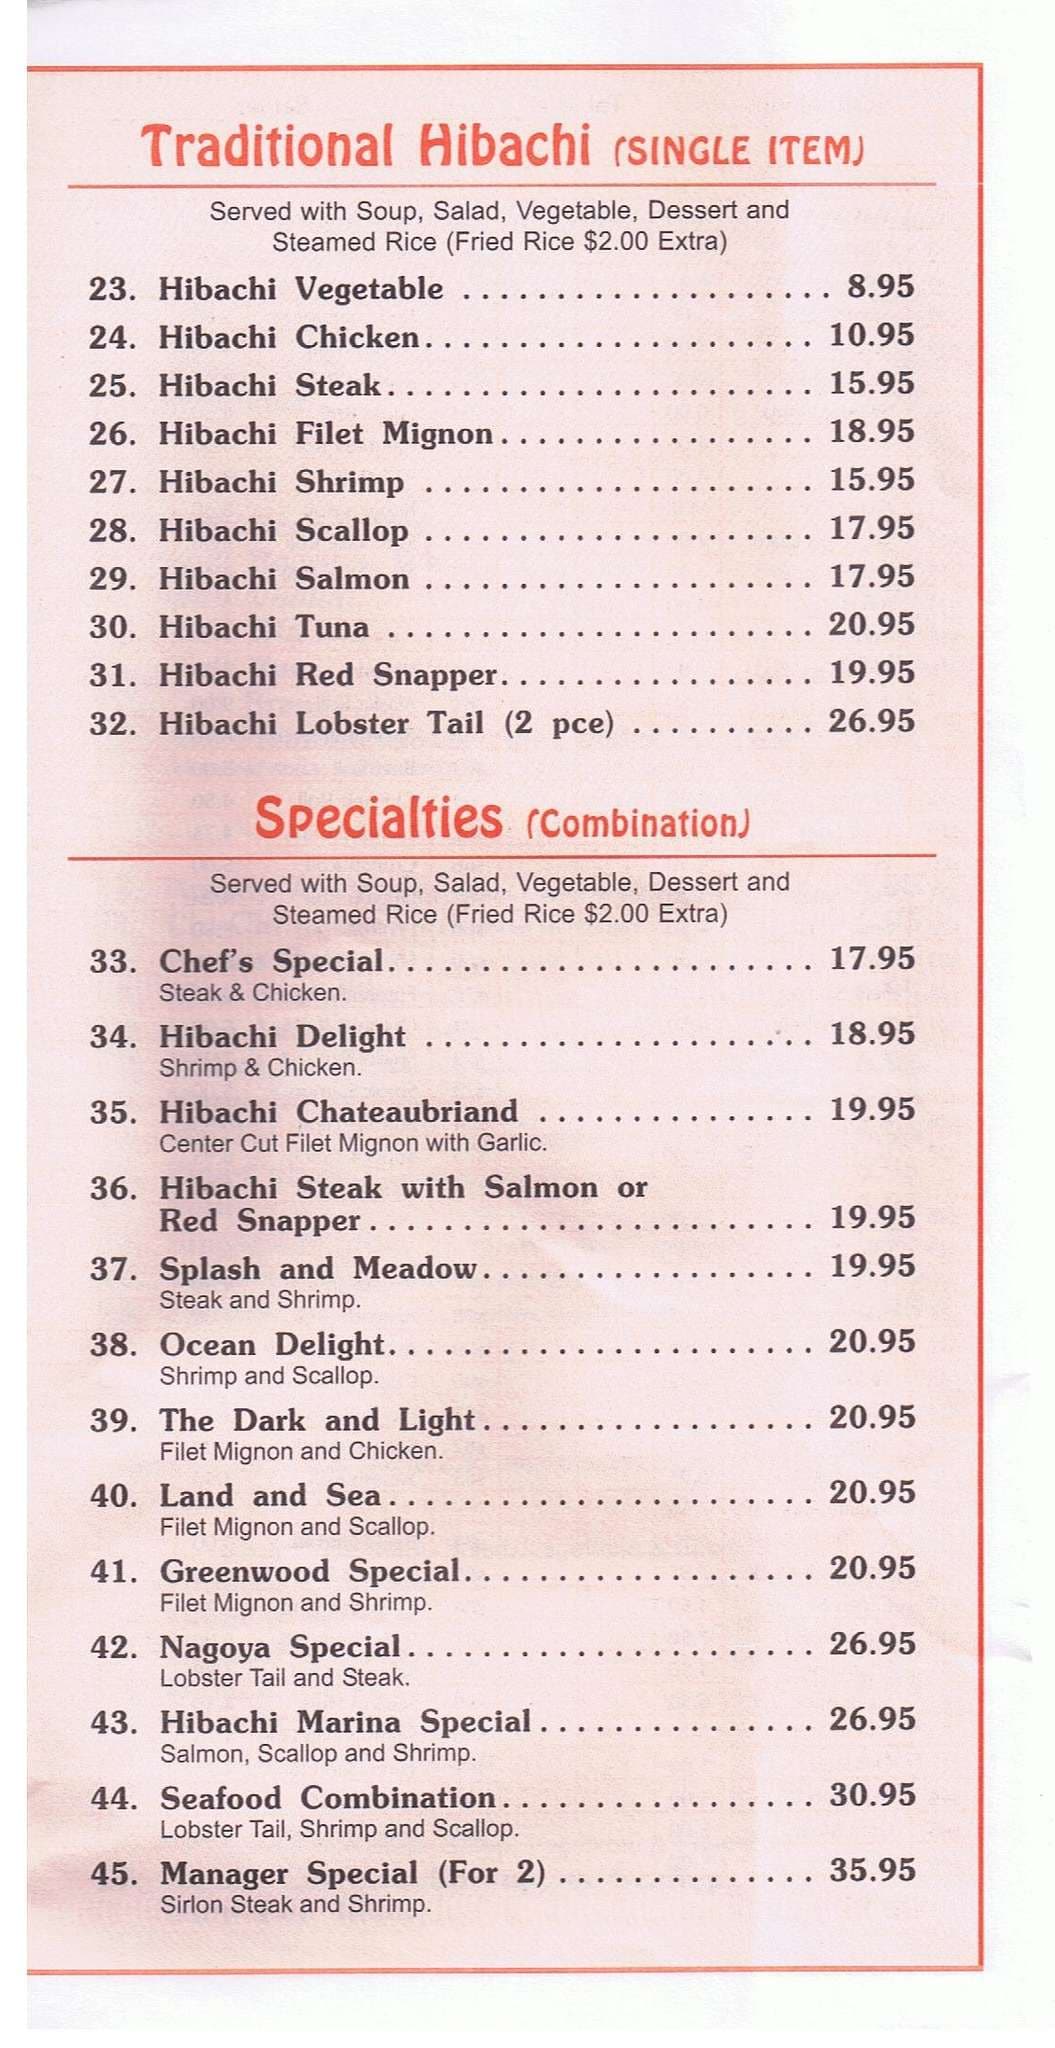 Traditional Hibachi (SINGLE ITEM)
Served with Soup, Salad, Vegetable, Dessert and
Steamed Rice (Fried Rice $2.00 Extra)
23. Hibachi Vegetable . . . . . . . . . . . . . . . . . . . . 8.95
24. Hibachi Chicken. . . . . . . . . . . . . . . . . . . . . 10.95
25. Hibachi Steak. . . . . . . . . . . . . . . . . . . . . . . 15.95
26. Hibachi Filet Mignon. . . . . . . . . . . . . . . . . 18.95
27. Hibachi Shrimp . . . . . . . . . . . . . . . . . . . . . 15.95
28. Hibachi Scallop . . . . . . . . . . . . . . . . . . . . . 17.95
29. Hibachi Salmon . . . . . . . . . . . . . . . . . . . . . 17.95
30. Hibachi Tuna . . . . . . . . . . . . . . . . . . . . . . . 20.95
31. Hibachi Red Snapper. . . . . . . . . . . . . . . . . 19.95
32. Hibachi Lobster Tail (2 pce) . . . . . . . . . . 26.95
Specialties (Combination)
Served with Soup, Salad, Vegetable, Dessert and
Steamed Rice (Fried Rice $2.00 Extra)
33. Chef's Special. . . . . . . . . . . . . . . . . . . . . . . 17.95
Steak & Chicken.
34. Hibachi Delight . . . . . . . . . . . . . . . . . . . . . 18.95
Shrimp & Chicken.
35. Hibachi Chateaubriand . . . . . . . . . . . . . . . 19.95
Center Cut Filet Mignon with Garlic.
36. Hibachi Steak with Salmon or
Red Snapper . . . . . . . . . . . . . . . . . . . . . . . . 19.95
37. Splash and Meadow. . . . . . . . . . . . . . . . . . 19.95
Steak and Shrimp.
38. Ocean Delight. . . . . . . . . . . . . . . . . . . . . . . 20.95
Shrimp and Scallop.
39. The Dark and Light. . . . . . . . . . . . . . . . . . 20.95
Filet Mignon and Chicken.
40. Land and Sea. . . . . . . . . . . . . . . . . . . . . . . 20.95
Filet Mignon and Scallop.
41. Greenwood Special. . . . . . . . . . . . . . . . . . . 20.95
Filet Mignon and Shrimp.
42. Nagoya Special. . . . . . . . . . . . . . . . . . . . . . 26.95
Lobster Tail and Steak.
43. Hibachi Marina Special. . . . . . . . . . . . . . . 26.95
Salmon, Scallop and Shrimp.
44. Seafood Combination. . . . . . . . . . . . . . . . . 30.95
Lobster Tail, Shrimp and Scallop.
45. Manager Special (For 2) . . . . . . . . . . . . . . 35.95
Sirlon Steak and Shrimp.